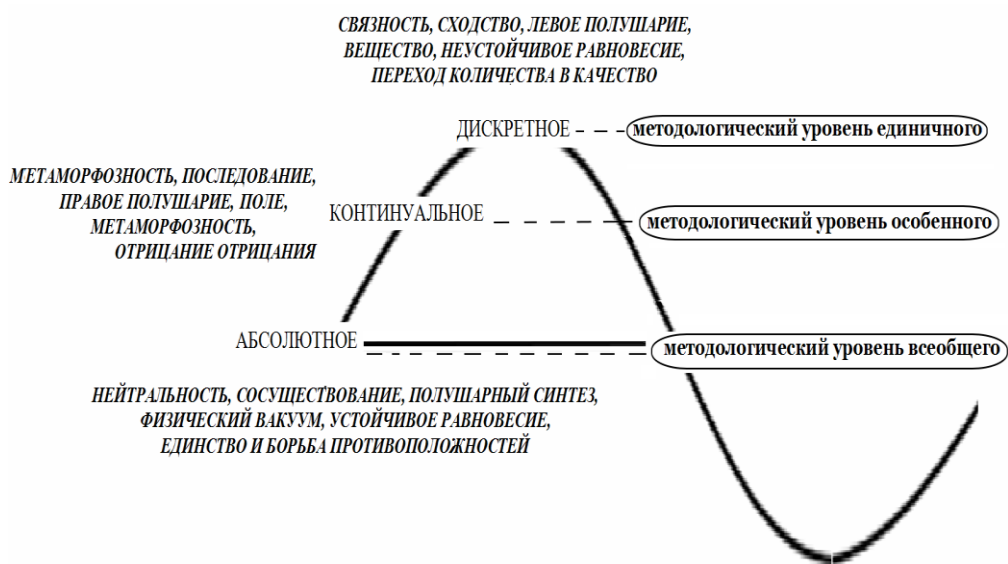 СВЯЗНОСТЬ, СХОДСТВО, ЛЕВОЕ ПОЛУШАРИЕ,
ВЕЩЕСТВО, НЕУСТОЙЧИВОЕ РАВНОВЕСИЕ,
ПЕРЕХОД КОЛИЧЕСТВА В КАЧЕСТВО
ДИСКРЕТНОЕ
методологический уровень единичного
МЕТАМОРФОЗНОСТЬ, ПОСЛЕДОВАНИЕ,
ПРАВОЕ ПОЛУШАРИЕ, ПОЛЕ,
МЕТАМОРФОЗНОСТЬ,
ОТРИЦАНИЕ ОТРИЦАНИЯ
КОНТИНУАЛЬНОЕ
методологический уровень особенного
АБСОЛЮТНОЕ
методологический уровень всеобщего
НЕЙТРАЛЬНОСТЬ, СОСУЩЕСТВОВАНИЕ, ПОЛУШАРНЫЙ СИНТЕЗ,
ФИЗИЧЕСКИЙ ВАКУУМ, УСТОЙЧИВОЕ РАВНОВЕСИЕ,
ЕДИНСТВО И БОРЬБА ПРОТИВОПОЛОЖНОСТЕЙ